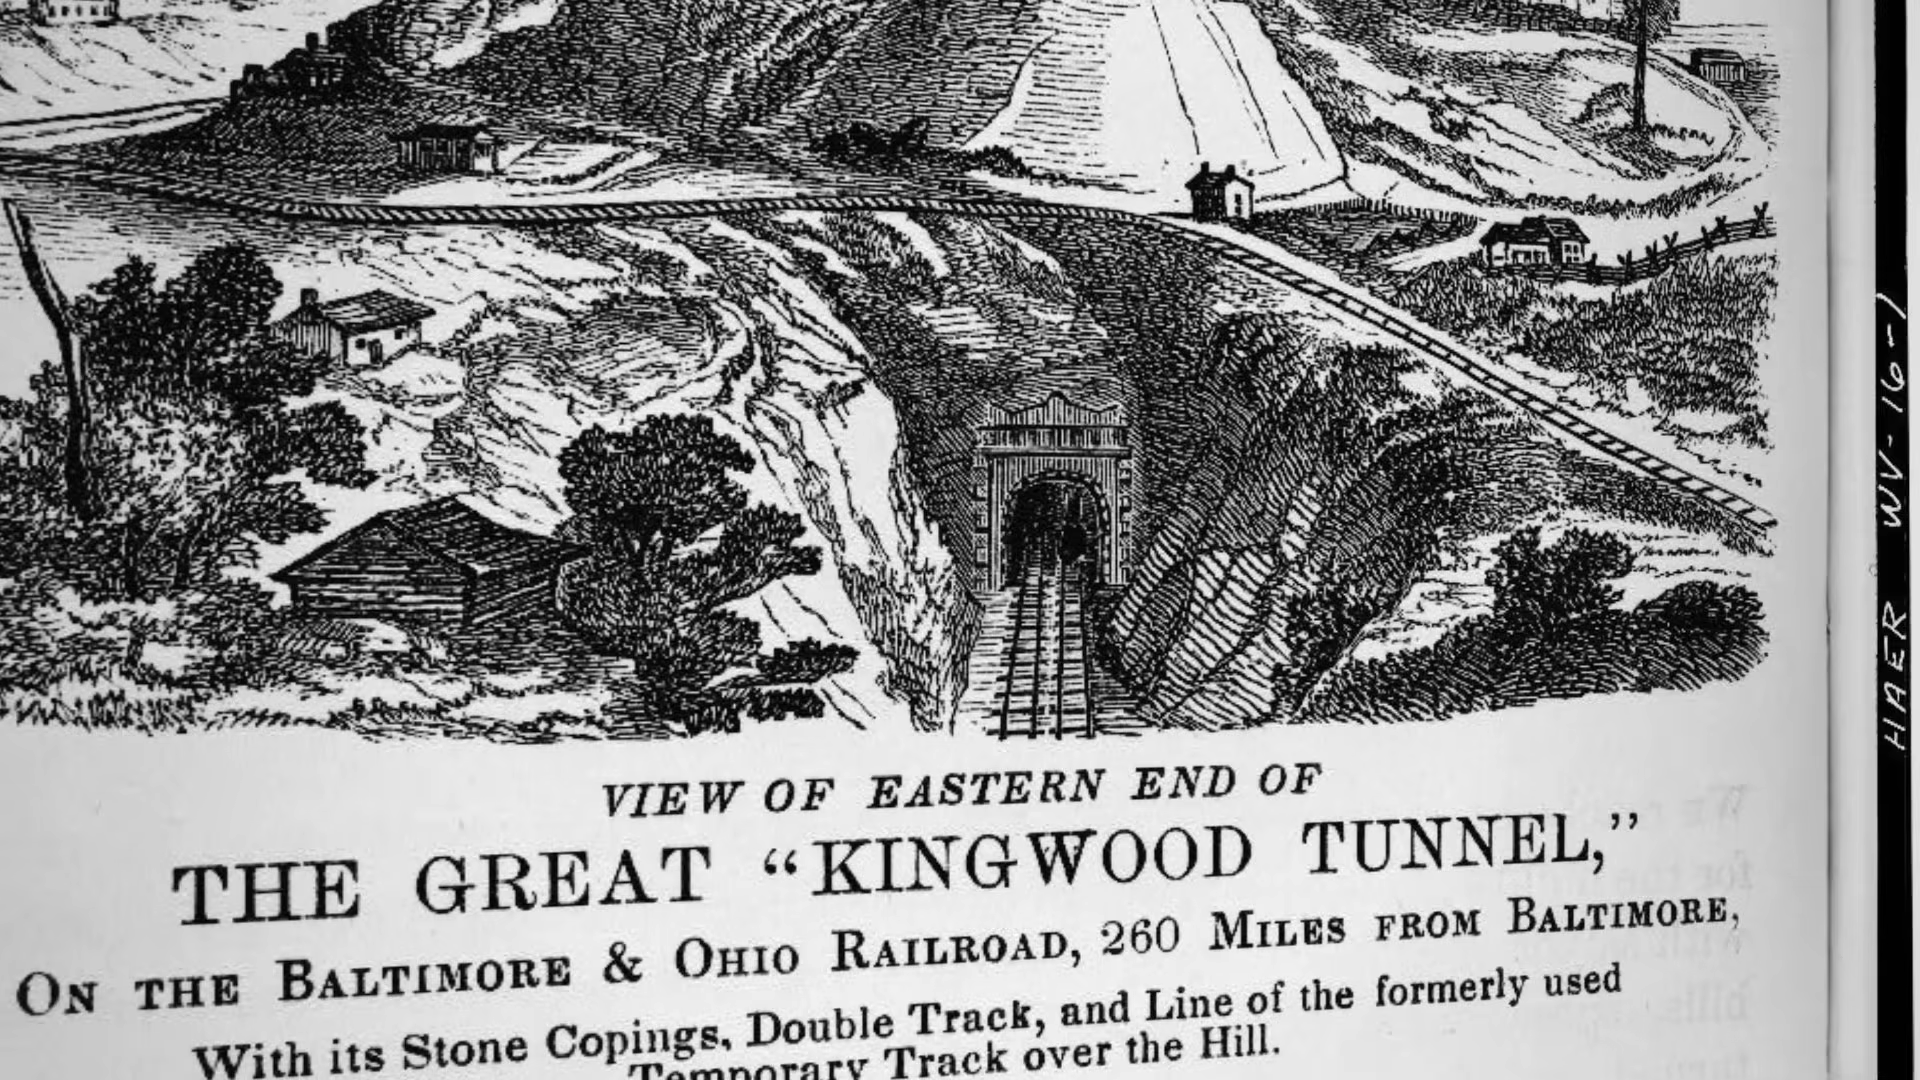 VIEW OF EASTERN END OF
THE GREAT “KINGWOOD TUNNEL,”
ON THE BALTIMORE & OHIO RAILROAD, 260 MILES FROM BALTIMORE,
With its Stone Copings, Double Track, and Line of the formerly used
Temporary Track over the Hill.
HAER WV-16-1